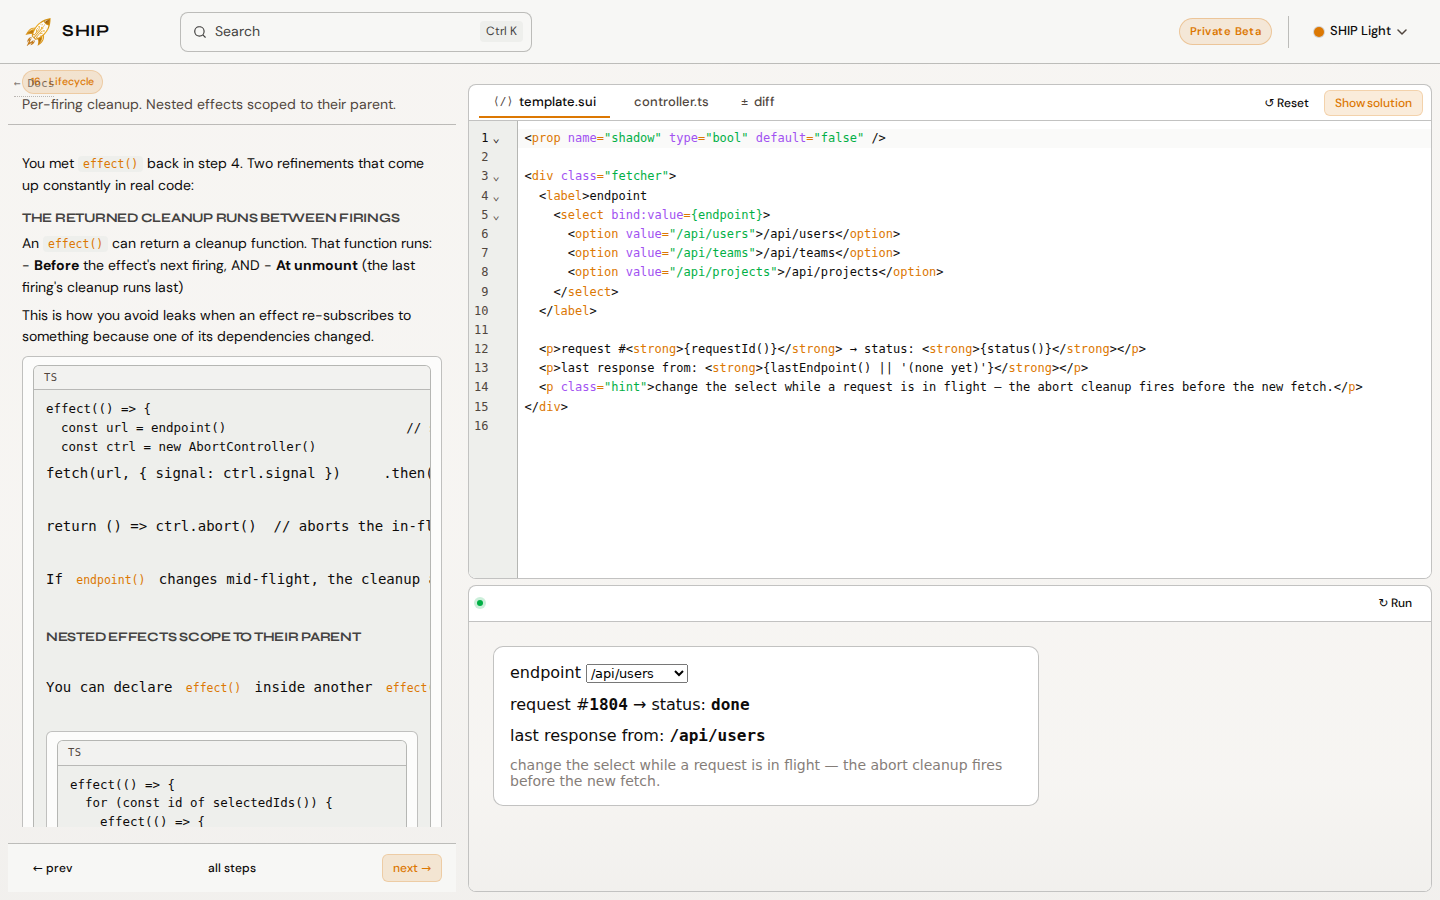 SHIP
Search
Ctrl K
Private Beta
SHIP Light
← Docs
Lifecycle
Per-firing cleanup. Nested effects scoped to their parent.
You met effect() back in step 4. Two refinements that come
up constantly in real code:
THE RETURNED CLEANUP RUNS BETWEEN FIRINGS
An effect() can return a cleanup function. That function runs:
- Before the effect's next firing, AND - At unmount (the last
firing's cleanup runs last)
This is how you avoid leaks when an effect re-subscribes to
something because one of its dependencies changed.
TS
effect(() => {
  const url = endpoint()                         //
  const ctrl = new AbortController()
fetch(url, { signal: ctrl.signal })     .then(
return () => ctrl.abort()  // aborts the in-fl
If endpoint() changes mid-flight, the cleanup
NESTED EFFECTS SCOPE TO THEIR PARENT
You can declare effect() inside another effect
TS
effect(() => {
  for (const id of selectedIds()) {
    effect(() => {
← prev
all steps
next →
⟨/⟩ template.sui
controller.ts
± diff
↺ Reset
Show solution
1 <prop name="shadow" type="bool" default="false" />
2
3 <div class="fetcher">
4   <label>endpoint
5     <select bind:value={endpoint}>
6       <option value="/api/users">/api/users</option>
7       <option value="/api/teams">/api/teams</option>
8       <option value="/api/projects">/api/projects</option>
9     </select>
10   </label>
11
12   <p>request #<strong>{requestId()}</strong> → status: <strong>{status()}</strong></p>
13   <p>last response from: <strong>{lastEndpoint() || '(none yet)'}</strong></p>
14   <p class="hint">change the select while a request is in flight — the abort cleanup fires before the new fetch.</p>
15 </div>
16
↻ Run
endpoint /api/users
request #1804 → status: done
last response from: /api/users
change the select while a request is in flight — the abort cleanup fires
before the new fetch.